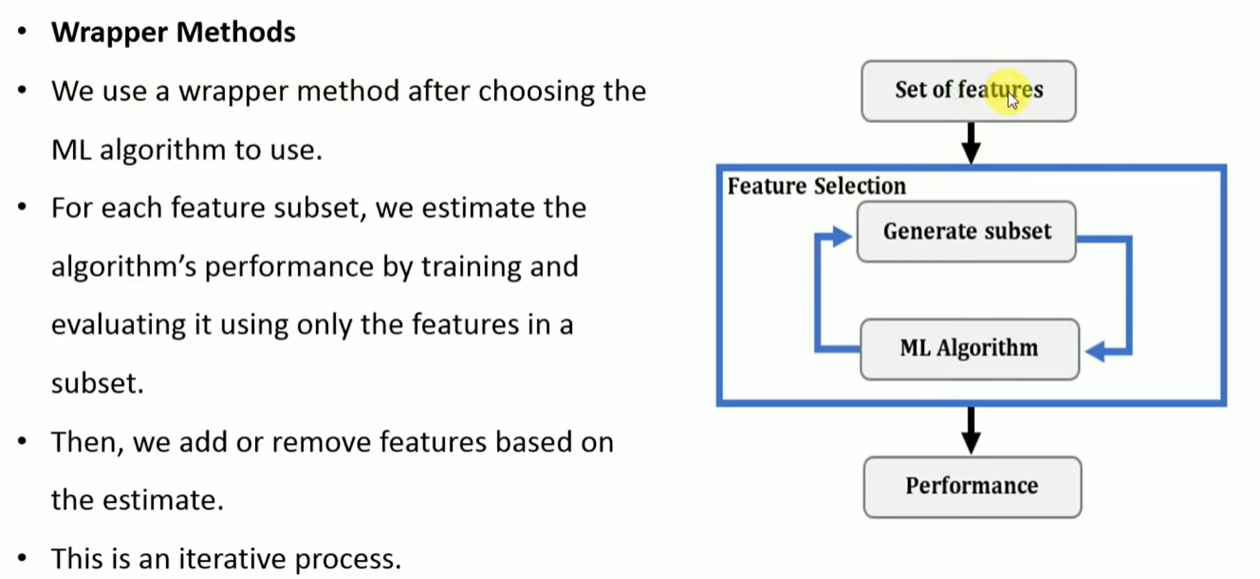 • Wrapper Methods
• We use a wrapper method after choosing the
ML algorithm to use.
• For each feature subset, we estimate the
algorithm’s performance by training and
evaluating it using only the features in a
subset.
• Then, we add or remove features based on
the estimate.
• This is an iterative process.
Set of features
Feature Selection
Generate subset
ML Algorithm
Performance